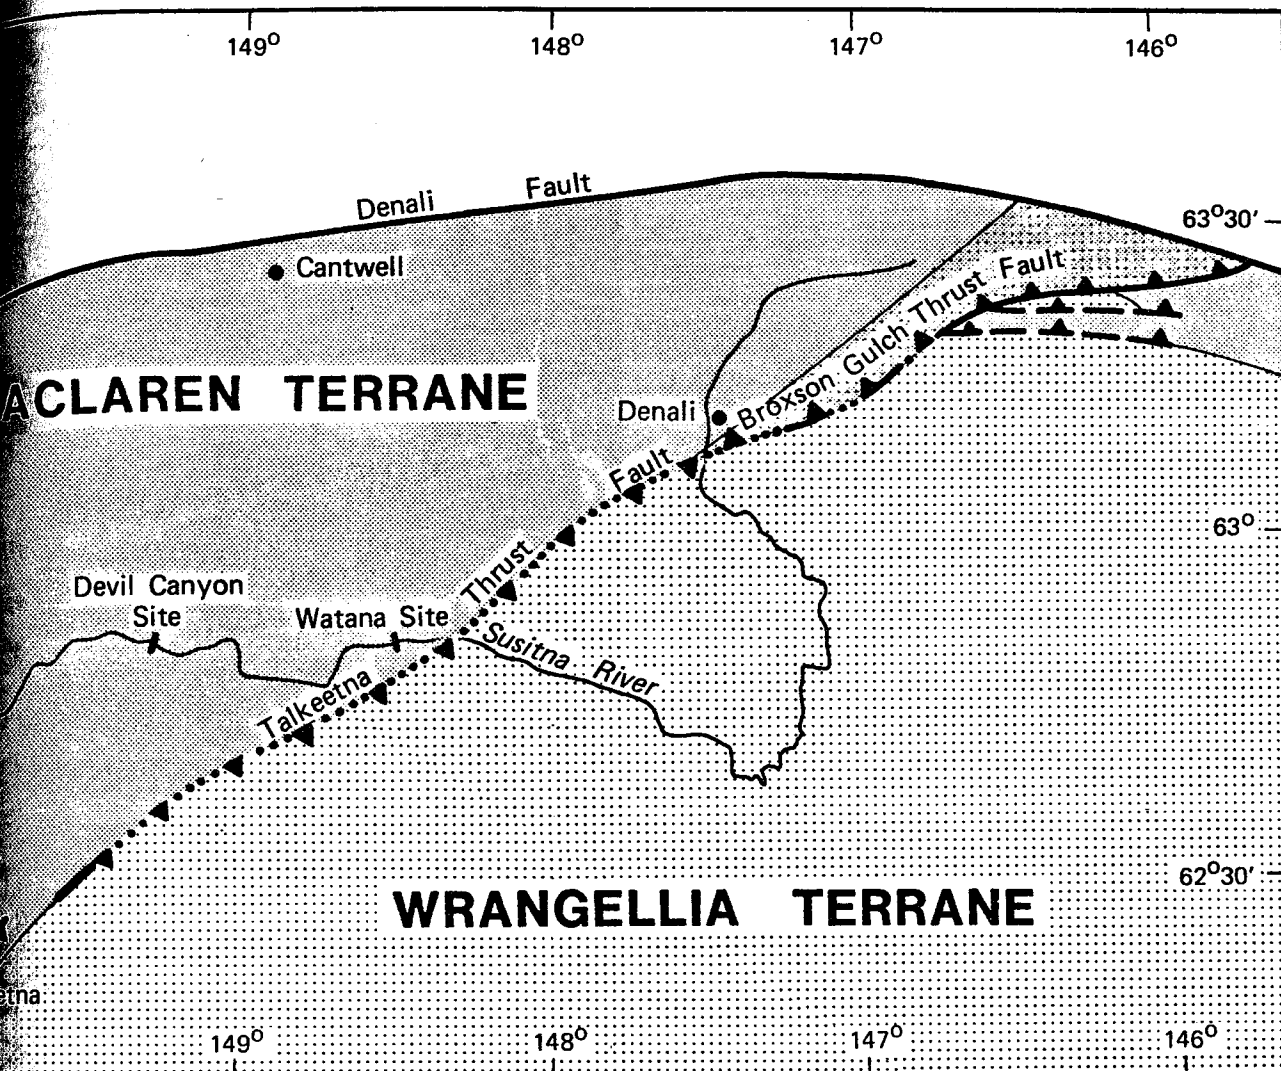 149° 148° 147° 146°
Denali Fault
63°30'
Cantwell
Broxson Gulch Thrust Fault
ACLAREN TERRANE
Denali
Fault
63°
Thrust
Devil Canyon
Site
Watana Site
Susitna River
Talkeetna
62°30'
WRANGELLIA TERRANE
etna
149° 148° 147° 146°